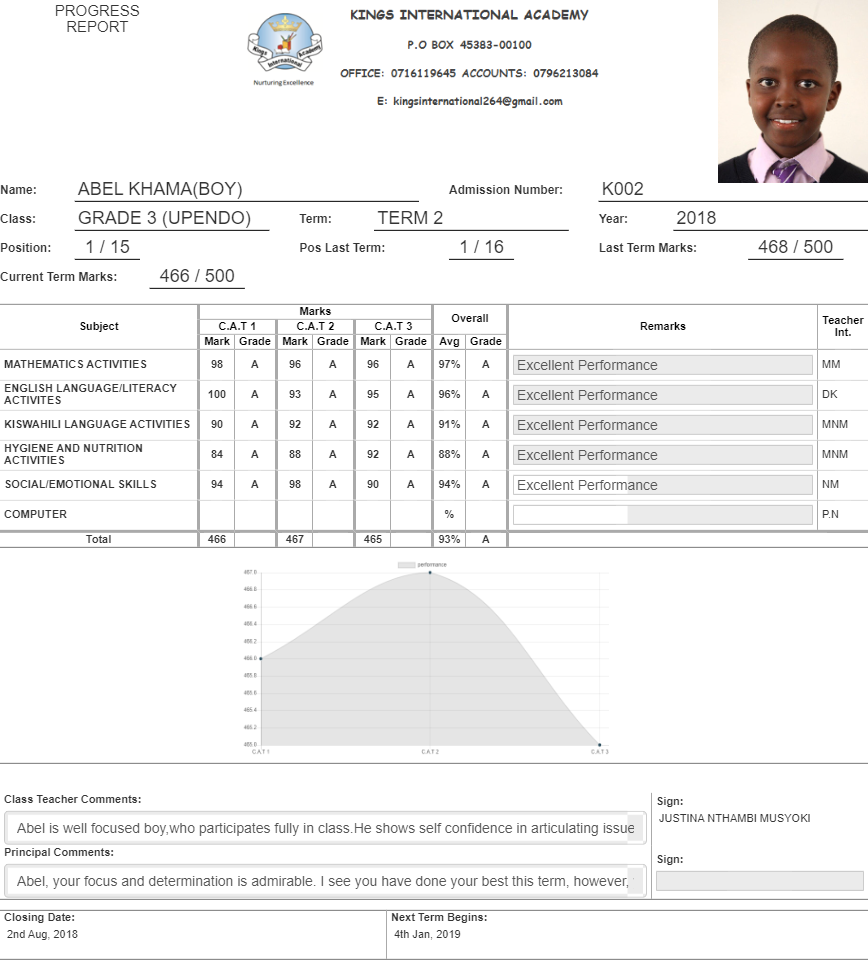 PROGRESS
REPORT
KINGS INTERNATIONAL ACADEMY
P.O BOX 45383-00100
OFFICE: 0716119645 ACCOUNTS: 0796213084
E: kingsinternational264@gmail.com
Kings Academy
International
Nurturing Excellence
Name: ABEL KHAMA(BOY) Admission Number: K002
Class: GRADE 3 (UPENDO) Term: TERM 2 Year: 2018
Position: 1 / 15 Pos Last Term: 1 / 16 Last Term Marks: 468 / 500
Current Term Marks: 466 / 500
Subject Marks Overall Remarks Teacher Int.
C.A.T 1 C.A.T 2 C.A.T 3
Mark Grade Mark Grade Mark Grade Avg Grade
MATHEMATICS ACTIVITIES 98 A 96 A 96 A 97% A Excellent Performance MM
ENGLISH LANGUAGE/LITERACY
ACTIVITES 100 A 93 A 95 A 96% A Excellent Performance DK
KISWAHILI LANGUAGE ACTIVITIES 90 A 92 A 92 A 91% A Excellent Performance MNM
HYGIENE AND NUTRITION
ACTIVITIES 84 A 88 A 92 A 88% A Excellent Performance MNM
SOCIAL/EMOTIONAL SKILLS 94 A 98 A 90 A 94% A Excellent Performance NM
COMPUTER % P.N
Total 466 467 465 93% A
performance
467.0
466.8
466.6
466.4
466.2
466.0
465.8
465.6
465.4
465.2
465.0
C.A.T 1 C.A.T 2 C.A.T 3
Class Teacher Comments:
Abel is well focused boy,who participates fully in class.He shows self confidence in articulating issue
Sign:
JUSTINA NTHAMBI MUSYOKI
Principal Comments:
Abel, your focus and determination is admirable. I see you have done your best this term, however,
Sign:
Closing Date: Next Term Begins:
2nd Aug, 2018 4th Jan, 2019